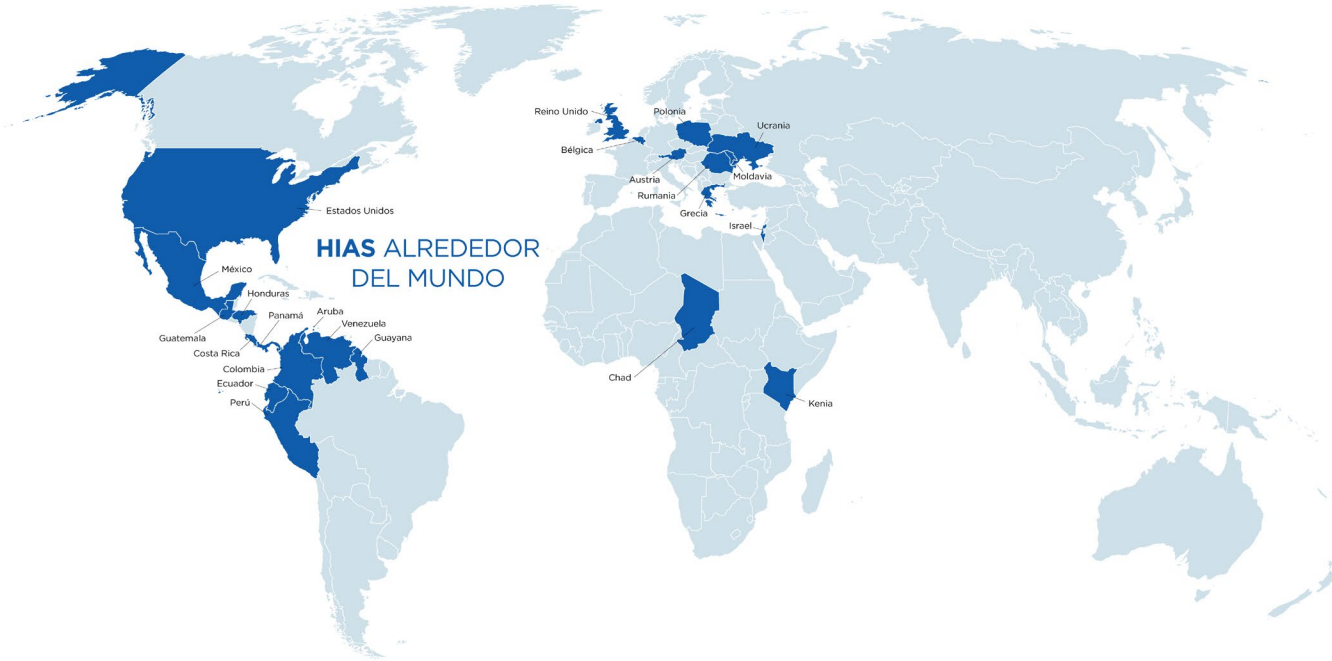 Reino Unido
Polonia
Ucrania
Bélgica
Austria
Moldavia
Rumania
Grecia
Israel
Estados Unidos
HIAS ALREDEDOR
DEL MUNDO
México
Honduras
Panamá
Aruba
Venezuela
Guayana
Guatemala
Costa Rica
Colombia
Ecuador
Perú
Chad
Kenia